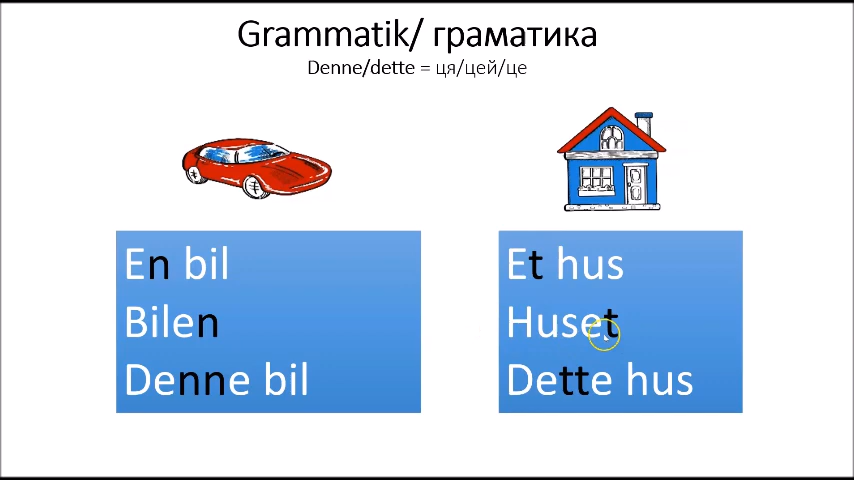 Grammatik/ граматика
Denne/dette = ця/цей/це
En bil
Bilen
Denne bil
Et hus
Huset
Dette hus